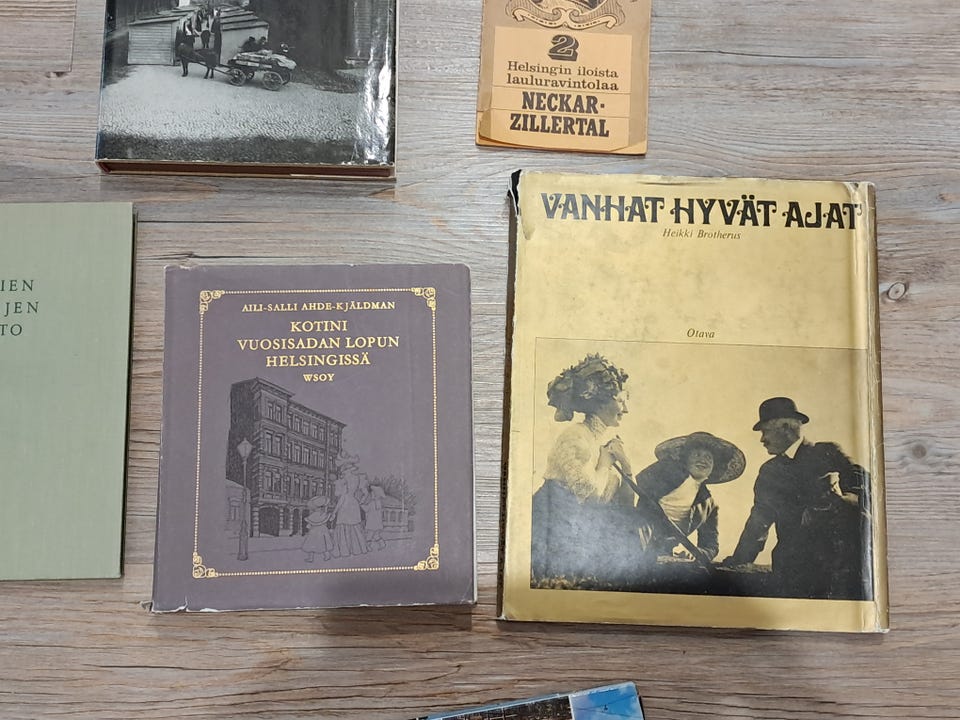 2
Helsingin iloista
lauluravintolaa
NECKAR-
ZILLERTAL
VANHAT HYVÄT AJAT
Heikki Brotherus
Otava
AILI-SALLI AHDE-KJÄLDMAN
KOTINI
VUOSISADAN LOPUN
HELSINGISSÄ
WSOY
IEN
JEN
TO